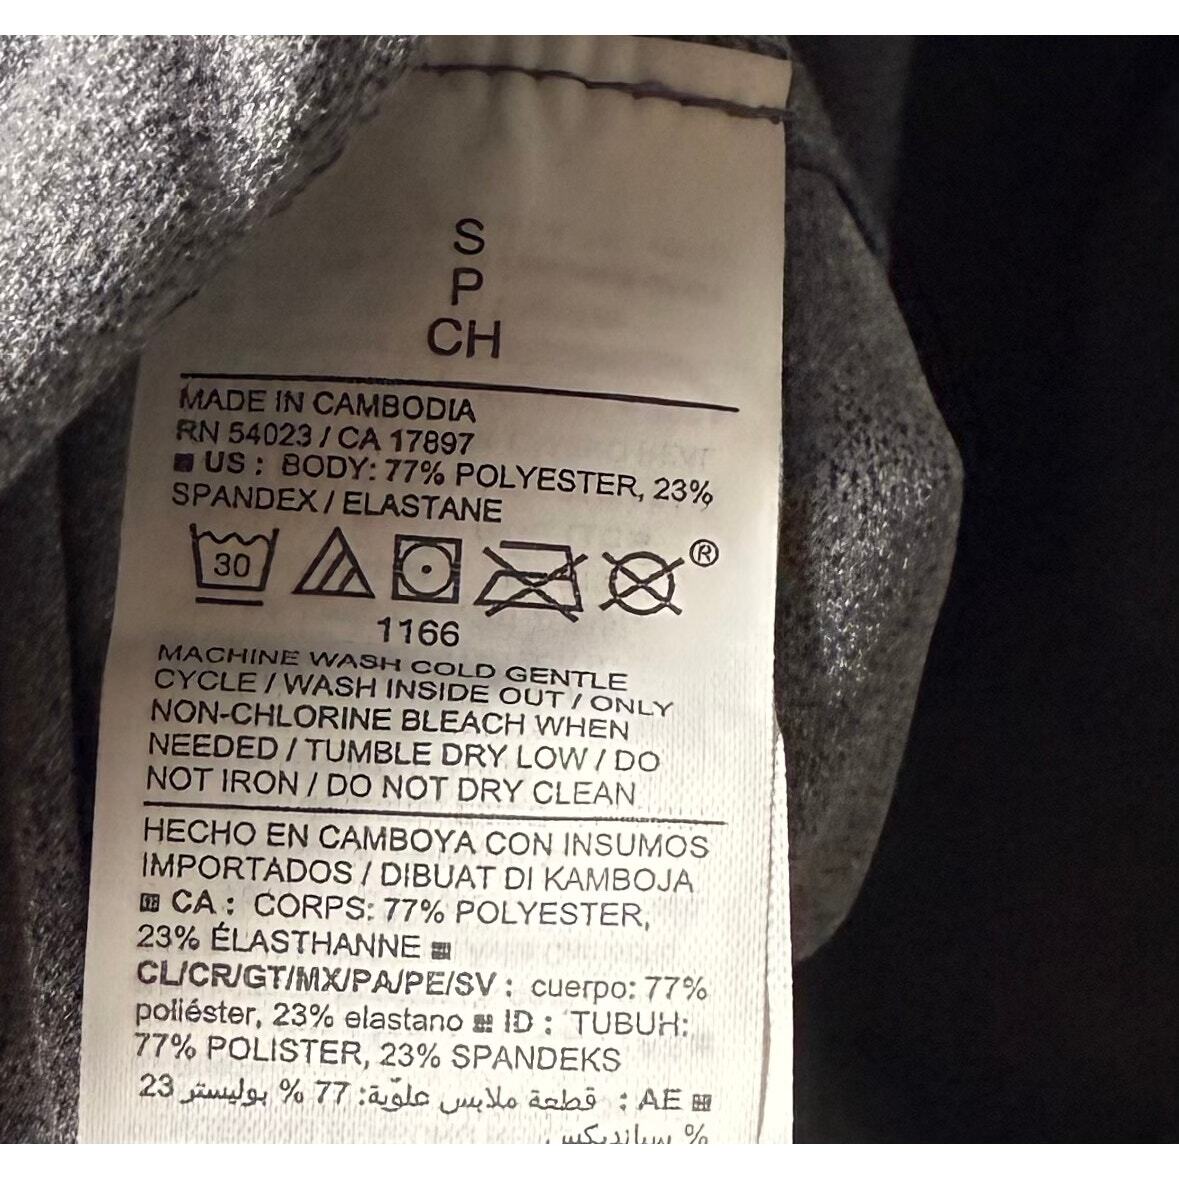 S
P
CH
MADE IN CAMBODIA
RN 54023 / CA 17897
US : BODY: 77% POLYESTER, 23%
SPANDEX / ELASTANE
30 ®
1166
MACHINE WASH COLD GENTLE
CYCLE / WASH INSIDE OUT / ONLY
NON-CHLORINE BLEACH WHEN
NEEDED / TUMBLE DRY LOW / DO
NOT IRON / DO NOT DRY CLEAN
HECHO EN CAMBOYA CON INSUMOS
IMPORTADOS / DIBUAT DI KAMBOJA
CA : CORPS: 77% POLYESTER,
23% ÉLASTHANNE
CL/CR/GT/MX/PA/PE/SV : cuerpo: 77%
poliéster, 23% elastano ID : TUBUH:
77% POLISTER, 23% SPANDEKS
AE : قطعة ملابس علوّية: 77 % بوليستر 23
% سباندیکس